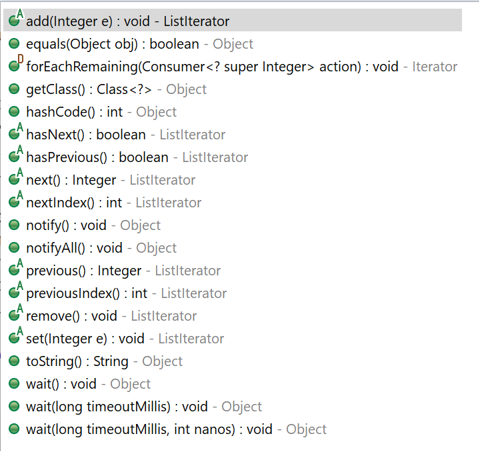 A add(Integer e) : void - ListIterator
equals(Object obj) : boolean - Object
D forEachRemaining(Consumer<? super Integer> action) : void - Iterator
getClass() : Class<?> - Object
hashCode() : int - Object
A hasNext() : boolean - ListIterator
A hasPrevious() : boolean - ListIterator
A next() : Integer - ListIterator
A nextIndex() : int - ListIterator
notify() : void - Object
notifyAll() : void - Object
A previous() : Integer - ListIterator
A previousIndex() : int - ListIterator
A remove() : void - ListIterator
A set(Integer e) : void - ListIterator
toString() : String - Object
wait() : void - Object
wait(long timeoutMillis) : void - Object
wait(long timeoutMillis, int nanos) : void - Object